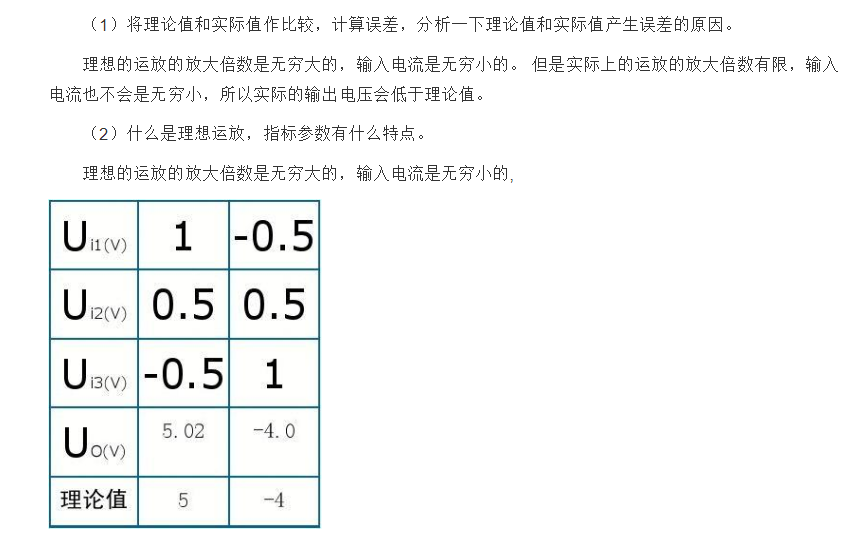 （1）将理论值和实际值作比较，计算误差，分析一下理论值和实际值产生误差的原因。
理想的运放的放大倍数是无穷大的，输入电流是无穷小的。 但是实际上的运放的放大倍数有限，输入
电流也不会是无穷小，所以实际的输出电压会低于理论值。
（2）什么是理想运放，指标参数有什么特点。
理想的运放的放大倍数是无穷大的，输入电流是无穷小的,
Ui1(V) 1 -0.5
Ui2(V) 0.5 0.5
Ui3(V) -0.5 1
UO(V) 5.02 -4.0
理论值 5 -4